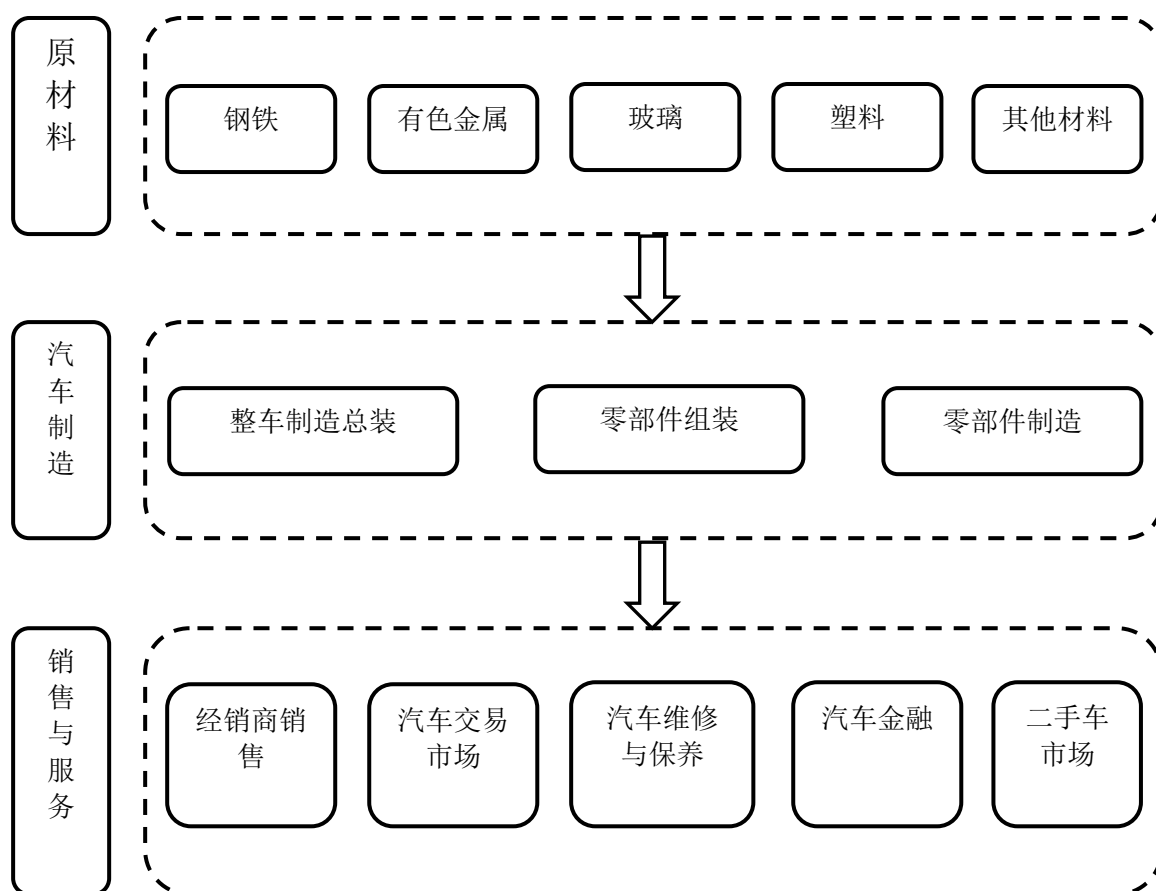 原材料
钢铁
有色金属
玻璃
塑料
其他材料
汽车制造
整车制造总装
零部件组装
零部件制造
销售与服务
经销商销
售
汽车交易
市场
汽车维修
与保养
汽车金融
二手车
市场